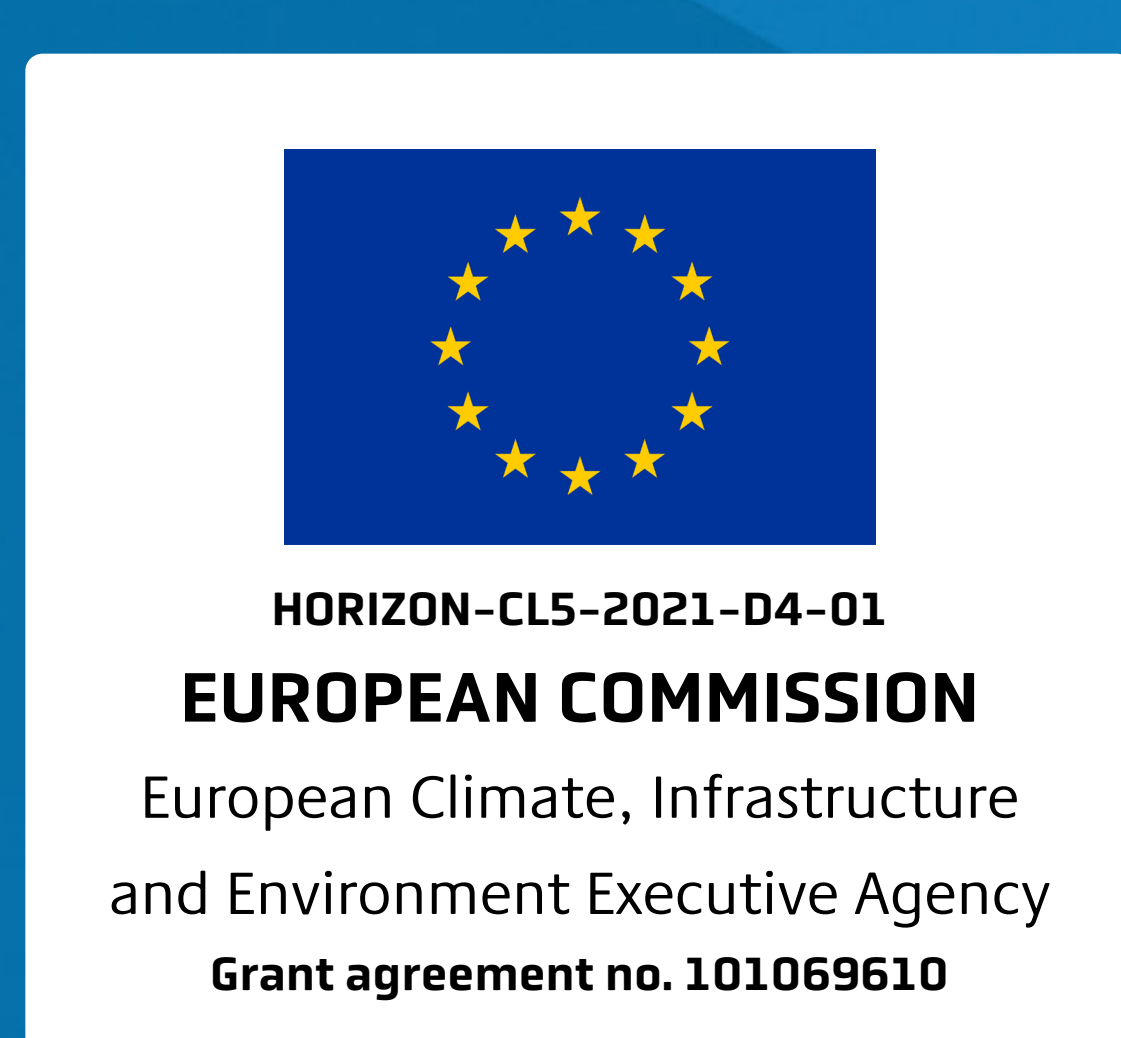 HORIZON-CL5-2021-D4-01
EUROPEAN COMMISSION
European Climate, Infrastructure
and Environment Executive Agency
Grant agreement no. 101069610